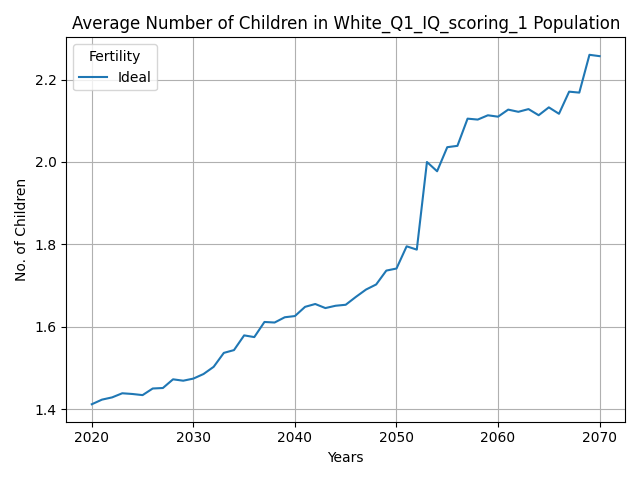 Average Number of Children in White_Q1_IQ_scoring_1 Population
Fertility
Ideal
No. of Children
2.2
2.0
1.8
1.6
1.4
2020 2030 2040 2050 2060 2070
Years